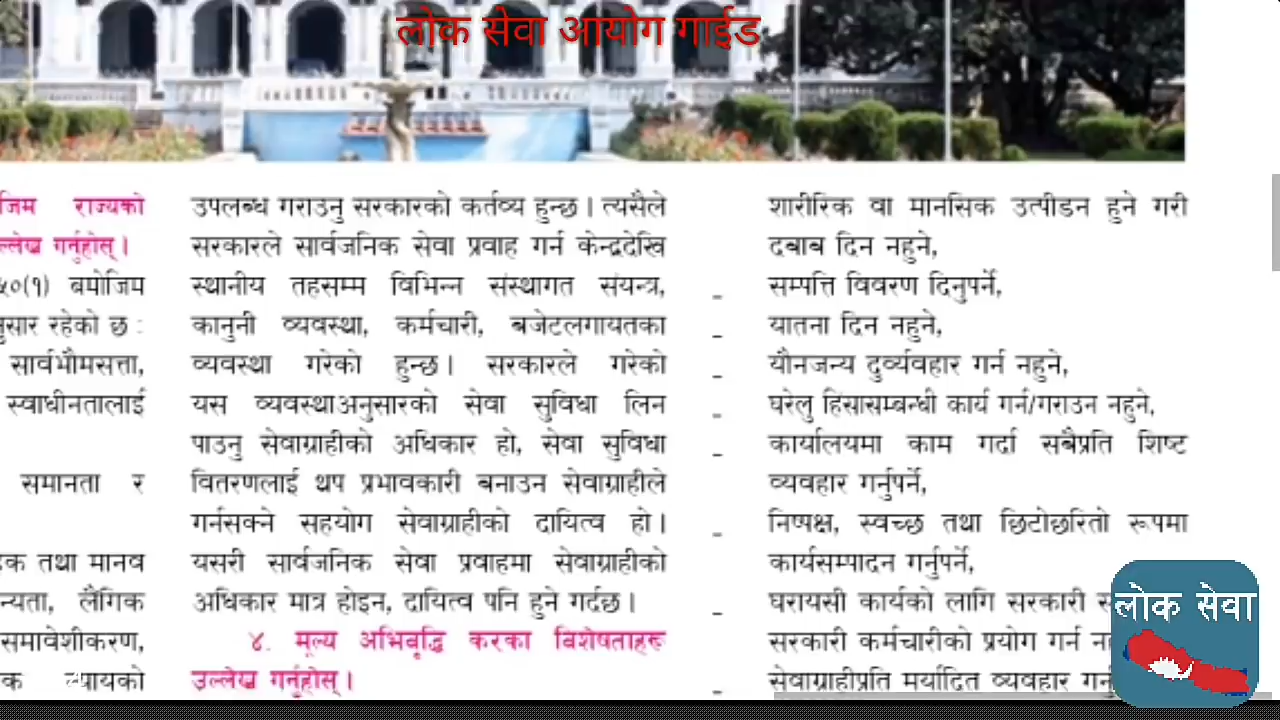 लोक सेवा आयोग गाईड
जिम राज्यको
ल्लेख गर्नुहोस् ।
५०(१) बमोजिम
नुसार रहेको छ :
सार्वभौमसत्ता,
स्वाधीनतालाई
समानता र
तथा मानव
लैंगिक
समावेशीकरण,
उपलब्ध गराउनु सरकारको कर्तव्य हुन्छ । त्यसैले
सरकारले सार्वजनिक सेवा प्रवाह गर्न केन्द्रदेखि
स्थानीय तहसम्म विभिन्न संस्थागत संयन्त्र,
कानुनी व्यवस्था, कर्मचारी, बजेटलगायतका
व्यवस्था गरेको हुन्छ । सरकारले गरेको
यस व्यवस्थाअनुसारको सेवा सुविधा लिन
पाउनु सेवाग्राहीको अधिकार हो, सेवा सुविधा
वितरणलाई थप प्रभावकारी बनाउन सेवाग्राहीले
गर्नसक्ने सहयोग सेवाग्राहीको दायित्व हो ।
यसरी सार्वजनिक सेवा प्रवाहमा सेवाग्राहीको
अधिकार मात्र होइन, दायित्व पनि हुने गर्दछ ।
४. मूल्य अभिवृद्धि करका विशेषताहरू
उल्लेख गर्नुहोस् ।
शारीरिक वा मानसिक उत्पीडन हुने गरी
दबाब दिन नहुने,
- सम्पत्ति विवरण दिनुपर्ने,
- यातना दिन नहुने,
- यौनजन्य दुर्व्यवहार गर्न नहुने,
- घरेलु हिंसासम्बन्धी कार्य गर्न/गराउन नहुने,
- कार्यालयमा काम गर्दा सबैप्रति शिष्ट
व्यवहार गर्नुपर्ने,
- निष्पक्ष, स्वच्छ तथा छिटोछरितो रूपमा
कार्यसम्पादन गर्नुपर्ने,
- घरायसी कार्यको लागि सरकारी
सरकारी कर्मचारीको प्रयोग गर्न
- सेवाग्राहीप्रति मर्यादित व्यवहार
लोक सेवा